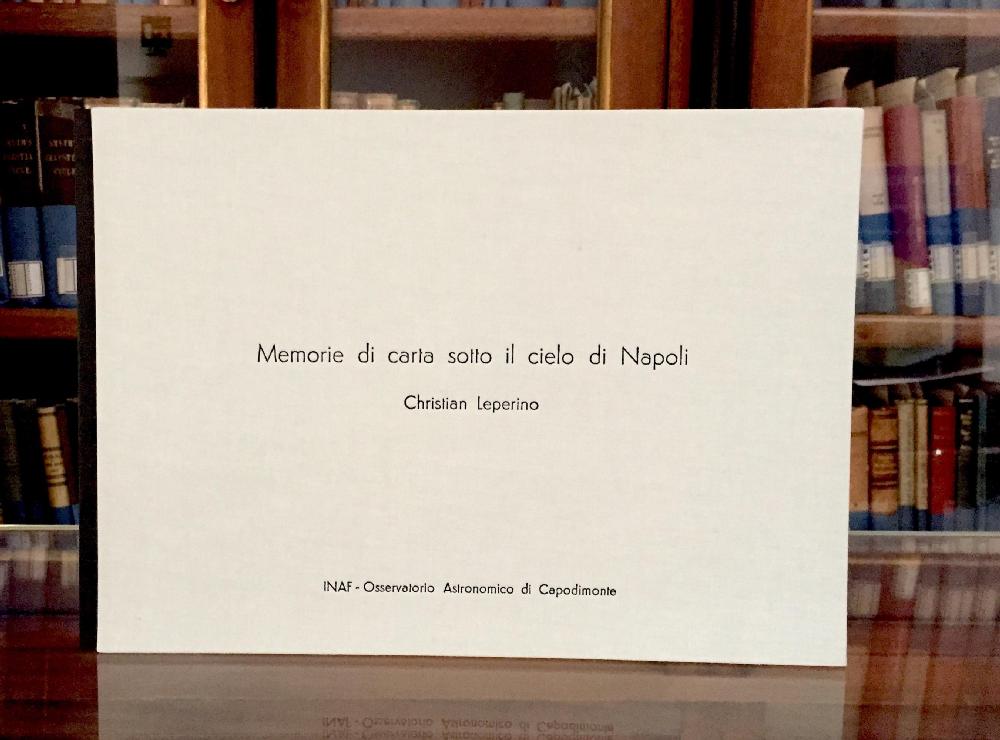 Memorie di carta sotto il cielo di Napoli
Christian Leperino
INAF - Osservatorio Astronomico di Capodimonte